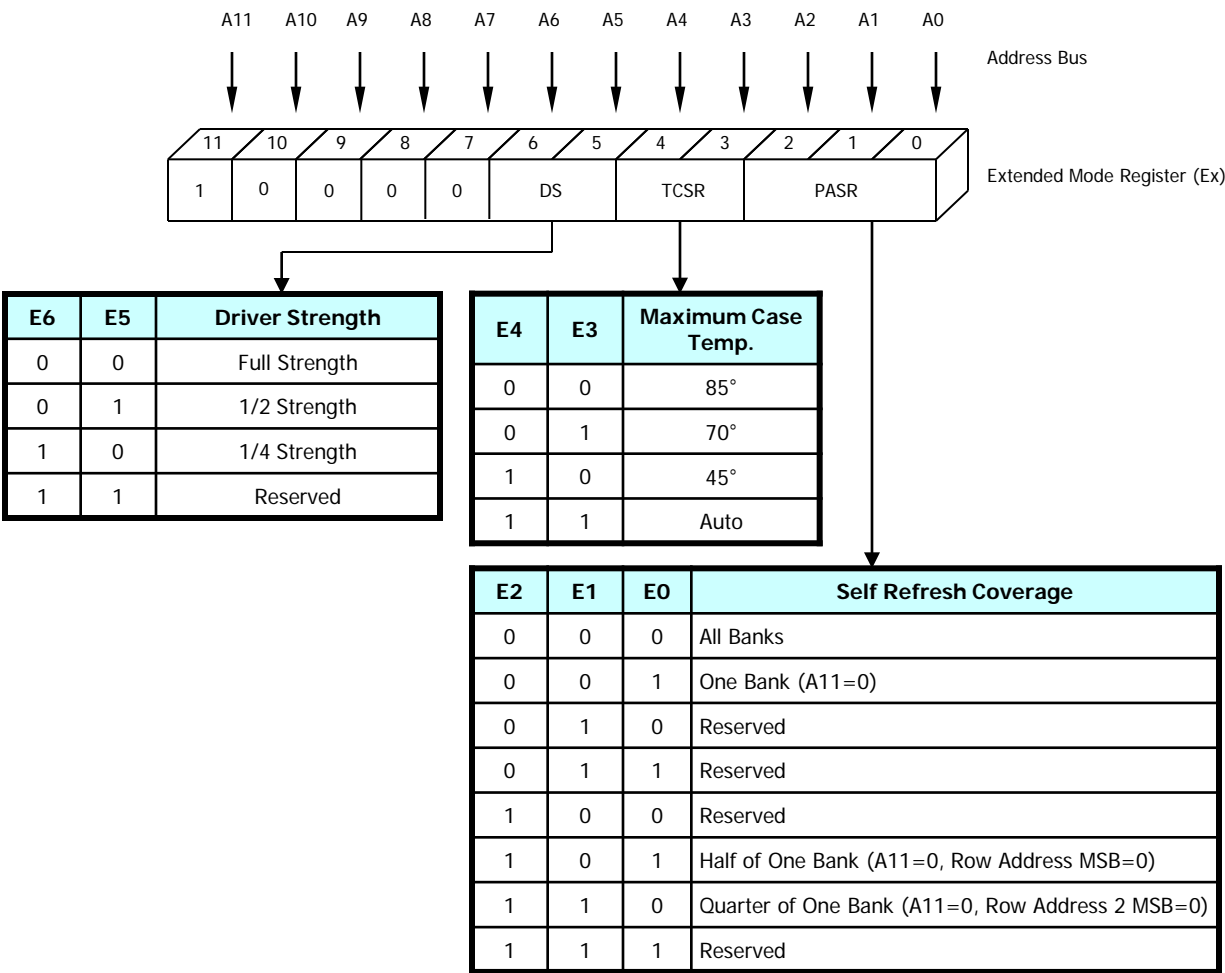 A11 A10 A9 A8 A7 A6 A5 A4 A3 A2 A1 A0
Address Bus
11 10 9 8 7 6 5 4 3 2 1 0
1 0 0 0 0 DS TCSR PASR
Extended Mode Register (Ex)
E6 E5 Driver Strength
0 0 Full Strength
0 1 1/2 Strength
1 0 1/4 Strength
1 1 Reserved
E4 E3 Maximum Case
Temp.
0 0 85°
0 1 70°
1 0 45°
1 1 Auto
E2 E1 E0 Self Refresh Coverage
0 0 0 All Banks
0 0 1 One Bank (A11=0)
0 1 0 Reserved
0 1 1 Reserved
1 0 0 Reserved
1 0 1 Half of One Bank (A11=0, Row Address MSB=0)
1 1 0 Quarter of One Bank (A11=0, Row Address 2 MSB=0)
1 1 1 Reserved